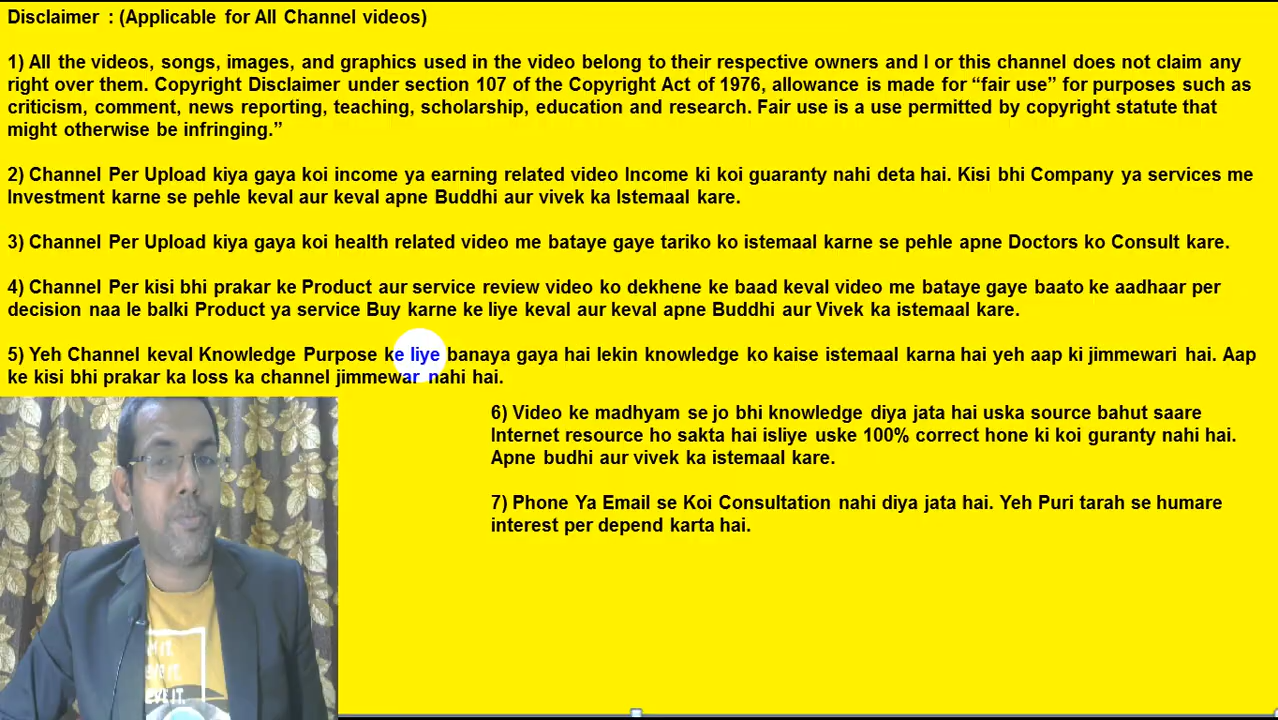 Disclaimer : (Applicable for All Channel videos)
1) All the videos, songs, images, and graphics used in the video belong to their respective owners and I or this channel does not claim any
right over them. Copyright Disclaimer under section 107 of the Copyright Act of 1976, allowance is made for “fair use” for purposes such as
criticism, comment, news reporting, teaching, scholarship, education and research. Fair use is a use permitted by copyright statute that
might otherwise be infringing.”
2) Channel Per Upload kiya gaya koi income ya earning related video Income ki koi guaranty nahi deta hai. Kisi bhi Company ya services me
Investment karne se pehle keval aur keval apne Buddhi aur vivek ka Istemaal kare.
3) Channel Per Upload kiya gaya koi health related video me bataye gaye tariko ko istemaal karne se pehle apne Doctors ko Consult kare.
4) Channel Per kisi bhi prakar ke Product aur service review video ko dekhene ke baad keval video me bataye gaye baato ke aadhaar per
decision naa le balki Product ya service Buy karne ke liye keval aur keval apne Buddhi aur Vivek ka istemaal kare.
5) Yeh Channel keval Knowledge Purpose ke liye banaya gaya hai lekin knowledge ko kaise istemaal karna hai yeh aap ki jimmewari hai. Aap
ke kisi bhi prakar ka loss ka channel jimmewar nahi hai.
6) Video ke madhyam se jo bhi knowledge diya jata hai uska source bahut saare
Internet resource ho sakta hai isliye uske 100% correct hone ki koi guranty nahi hai.
Apne budhi aur vivek ka istemaal kare.
7) Phone Ya Email se Koi Consultation nahi diya jata hai. Yeh Puri tarah se humare
interest per depend karta hai.